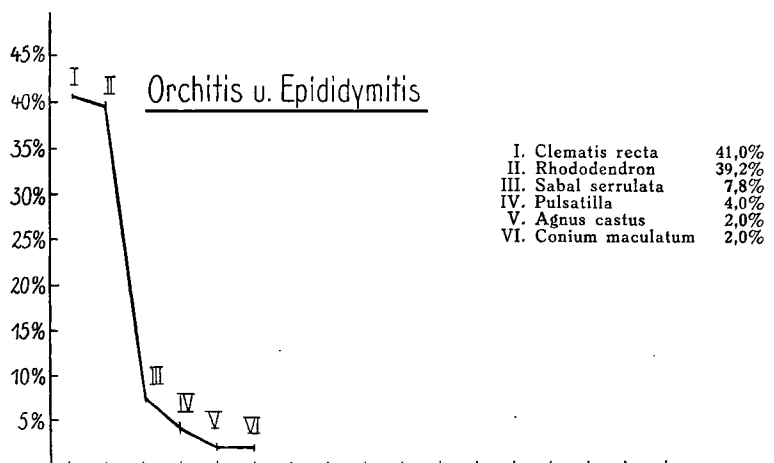 45%
I
II
Orchitis u. Epididymitis
40%
35%
30%
25%
20%
15%
10%
5%
III
IV
V
VI
I. Clematis recta 41,0%
II. Rhododendron 39,2%
III. Sabal serrulata 7,8%
IV. Pulsatilla 4,0%
V. Agnus castus 2,0%
VI. Conium maculatum 2,0%